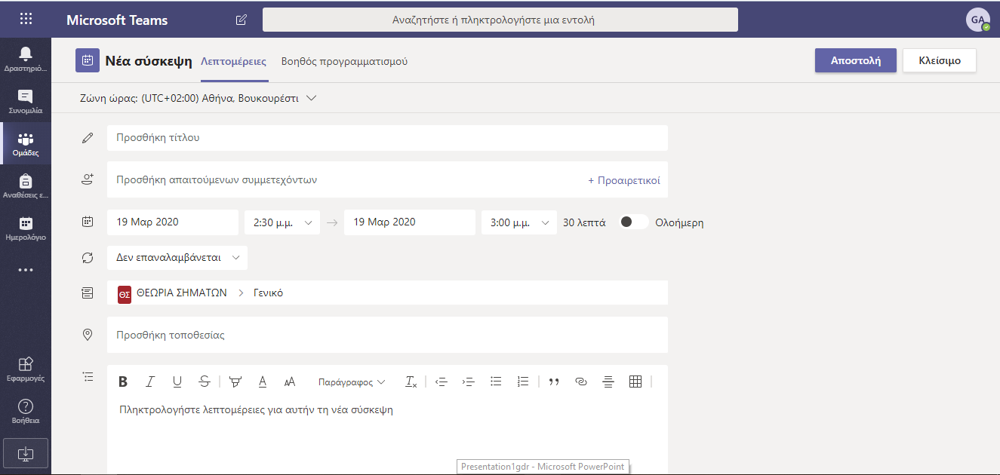 Microsoft Teams
Αναζητήστε ή πληκτρολογήστε μια εντολή
GA
Δραστηριό...
Συνομιλία
Ομάδες
Αναθέσεις ε...
Ημερολόγιο
Εφαρμογές
Βοήθεια
Νέα σύσκεψη Λεπτομέρειες Βοηθός προγραμματισμού
Αποστολή Κλείσιμο
Ζώνη ώρας: (UTC+02:00) Αθήνα, Βουκουρέστι
Προσθήκη τίτλου
Προσθήκη απαιτούμενων συμμετεχόντων + Προαιρετικοί
19 Μαρ 2020 2:30 μ.μ. → 19 Μαρ 2020 3:00 μ.μ. 30 λεπτά Ολοήμερη
Δεν επαναλαμβάνεται
ΘΣ ΘΕΩΡΙΑ ΣΗΜΑΤΩΝ > Γενικό
Προσθήκη τοποθεσίας
B I U S A AA Παράγραφος Ix
Πληκτρολογήστε λεπτομέρειες για αυτήν τη νέα σύσκεψη
Presentation1gdr - Microsoft PowerPoint